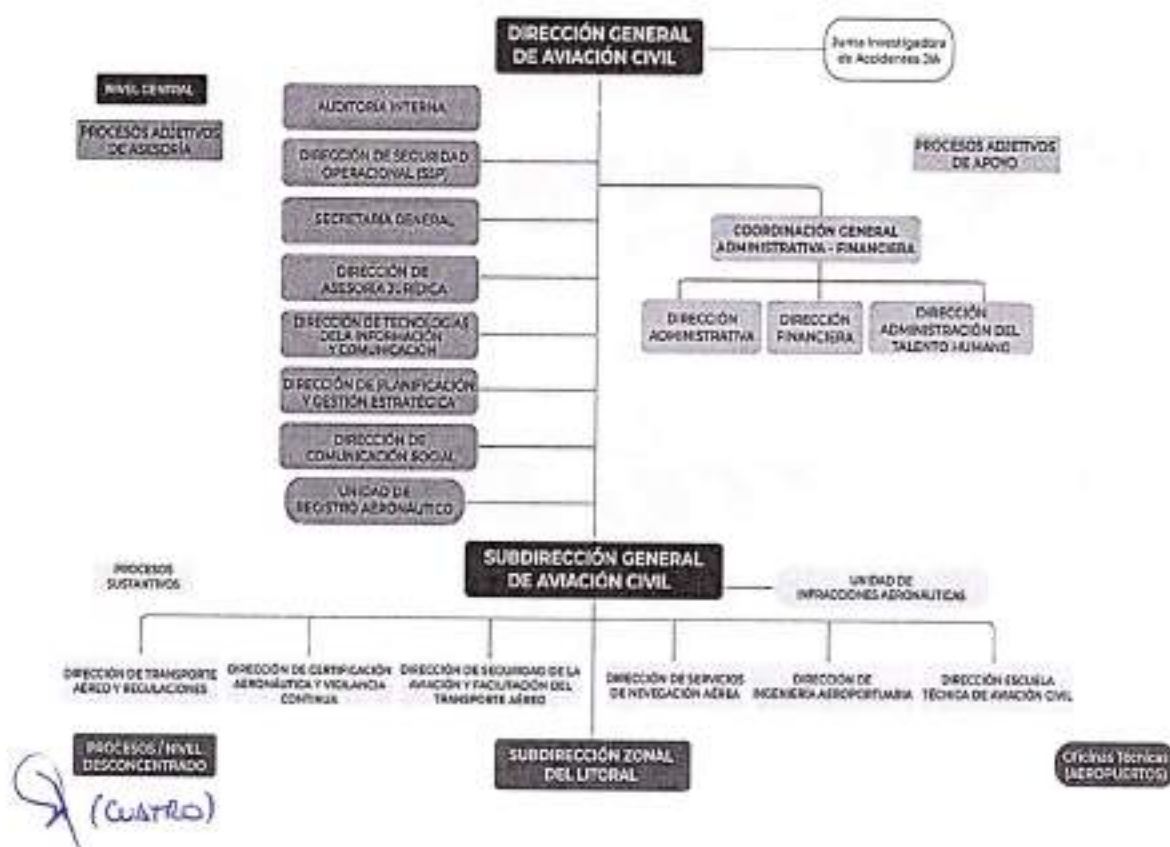 DIRECCIÓN GENERAL
DE AVIACIÓN CIVIL
Junta Investigadora
de Accidentes JIA
NIVEL CENTRAL
PROCESOS ADJETIVOS
DE ASESORÍA
AUDITORÍA INTERNA
DIRECCIÓN DE SEGURIDAD
OPERACIONAL (SSP)
SECRETARIA GENERAL
DIRECCIÓN DE
ASESORÍA JURÍDICA
DIRECCIÓN DE TECNOLOGÍAS
DE LA INFORMACIÓN
Y COMUNICACIÓN
DIRECCIÓN DE PLANIFICACIÓN
Y GESTIÓN ESTRATÉGICA
DIRECCIÓN DE
COMUNICACIÓN SOCIAL
UNIDAD DE
REGISTRO AERONÁUTICO
PROCESOS ADJETIVOS
DE APOYO
COORDINACIÓN GENERAL
ADMINISTRATIVA - FINANCIERA
DIRECCIÓN
ADMINISTRATIVA
DIRECCIÓN
FINANCIERA
DIRECCIÓN
ADMINISTRACIÓN DEL
TALENTO HUMANO
SUBDIRECCIÓN GENERAL
DE AVIACIÓN CIVIL
PROCESOS
SUSTANTIVOS
UNIDAD DE
INFRACCIONES AERONÁUTICAS
DIRECCIÓN DE TRANSPORTE
AÉREO Y REGULACIONES
DIRECCIÓN DE CERTIFICACIÓN
AERONÁUTICA Y VIGILANCIA
CONTINUA
DIRECCIÓN DE SEGURIDAD DE LA
AVIACIÓN Y FACILITACIÓN DEL
TRANSPORTE AÉREO
DIRECCIÓN DE SERVICIOS
DE NEVEGACIÓN AÉREA
DIRECCIÓN DE
INGENIERÍA AEROPORTUARIA
DIRECCIÓN ESCUELA
TÉCNICA DE AVIACIÓN CIVIL
PROCESOS / NIVEL
DESCONCENTRADO
SUBDIRECCIÓN ZONAL
DEL LITORAL
Oficinas Técnicas
(AEROPUERTOS)
(CUATRO)